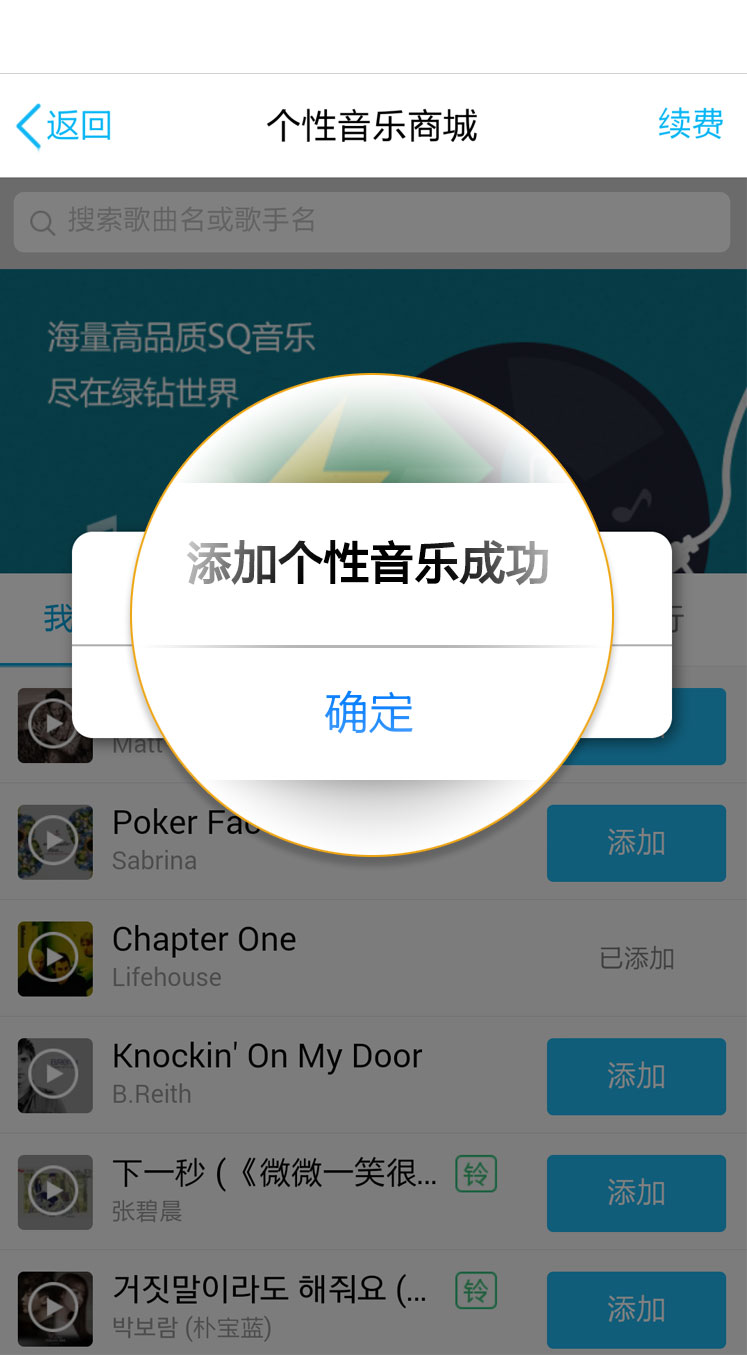 返回
个性音乐商城
续费
搜索歌曲名或歌手名
海量高品质SQ音乐
尽在绿钻世界
添加个性音乐成功
我
行
确定
Matt
Poker Fac
Sabrina
添加
Chapter One
Lifehouse
已添加
Knockin' On My Door
B.Reith
添加
下一秒 (《微微一笑很...
铃
张碧晨
添加
거짓말이라도 해줘요 (...
铃
박보람 (朴宝蓝)
添加